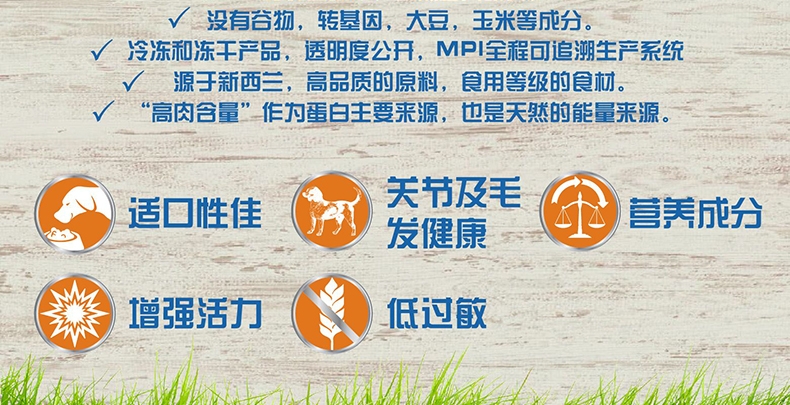 ✓ 没有谷物，转基因，大豆，玉米等成分。
✓ 冷冻和冻干产品，透明度公开，MPI全程可追溯生产系统
✓ 源于新西兰，高品质的原料，食用等级的食材。
✓ “高肉含量”作为蛋白主要来源，也是天然的能量来源。
适口性佳
关节及毛
发健康
营养成分
增强活力
低过敏